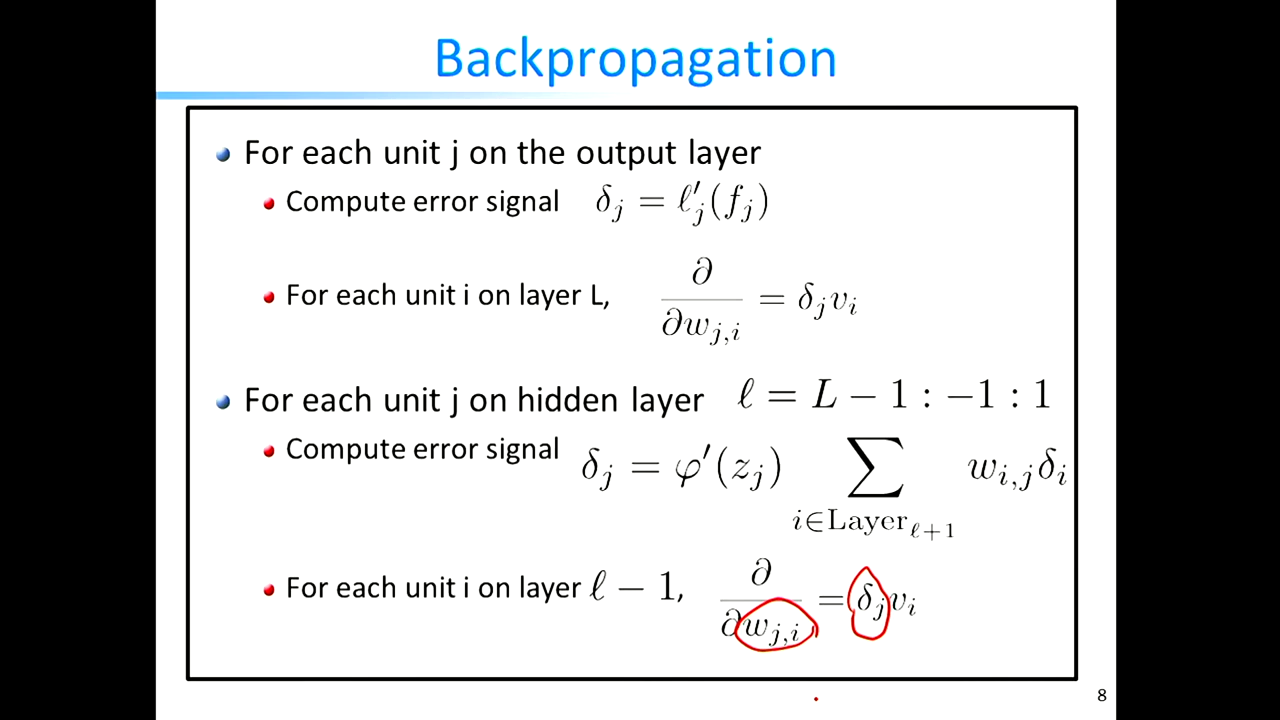 Backpropagation
For each unit j on the output layer
Compute error signal δ_j = ℓ'_j(f_j)
For each unit i on layer L, ∂/∂w_{j,i} = δ_j v_i
For each unit j on hidden layer ℓ = L − 1 : −1 : 1
Compute error signal δ_j = φ'(z_j) ∑_{i∈Layer_{ℓ+1}} w_{i,j} δ_i
For each unit i on layer ℓ − 1, ∂/∂w_{j,i} = δ_j v_i
8